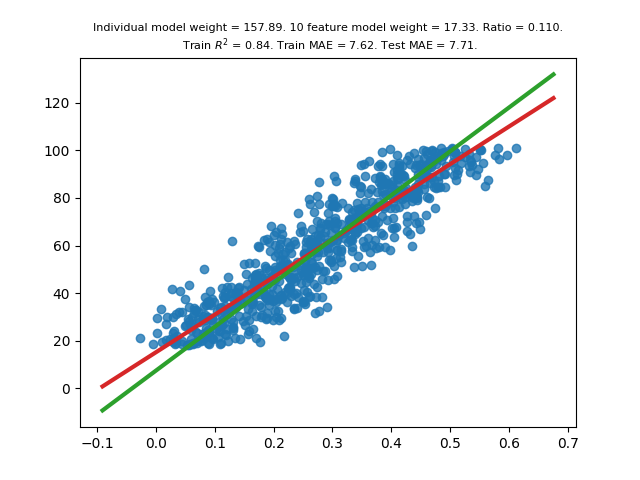 Individual model weight = 157.89. 10 feature model weight = 17.33. Ratio = 0.110.
Train R² = 0.84. Train MAE = 7.62. Test MAE = 7.71.
120
100
80
60
40
20
0
−0.1 0.0 0.1 0.2 0.3 0.4 0.5 0.6 0.7